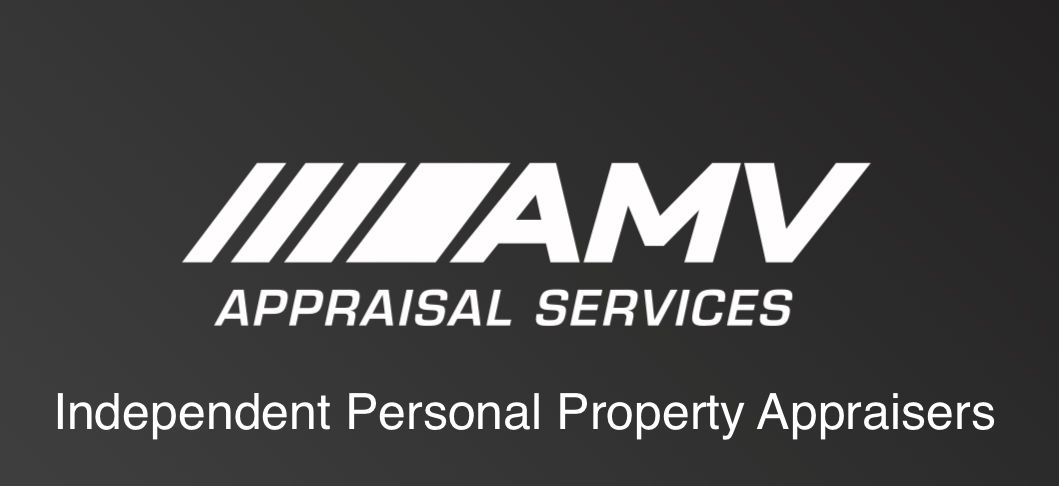 AMV
APPRAISAL SERVICES
Independent Personal Property Appraisers